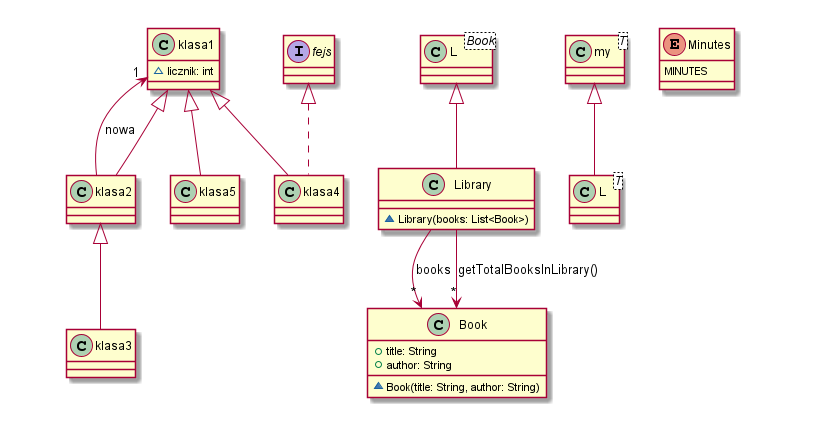 C klasa1
licznik: int
I fejs
C L Book
C my T
E Minutes
MINUTES
1
nowa
C klasa2
C klasa5
C klasa4
C Library
Library(books: List<Book>)
C L T
books
getTotalBooksInLibrary()
*
*
C klasa3
C Book
title: String
author: String
Book(title: String, author: String)